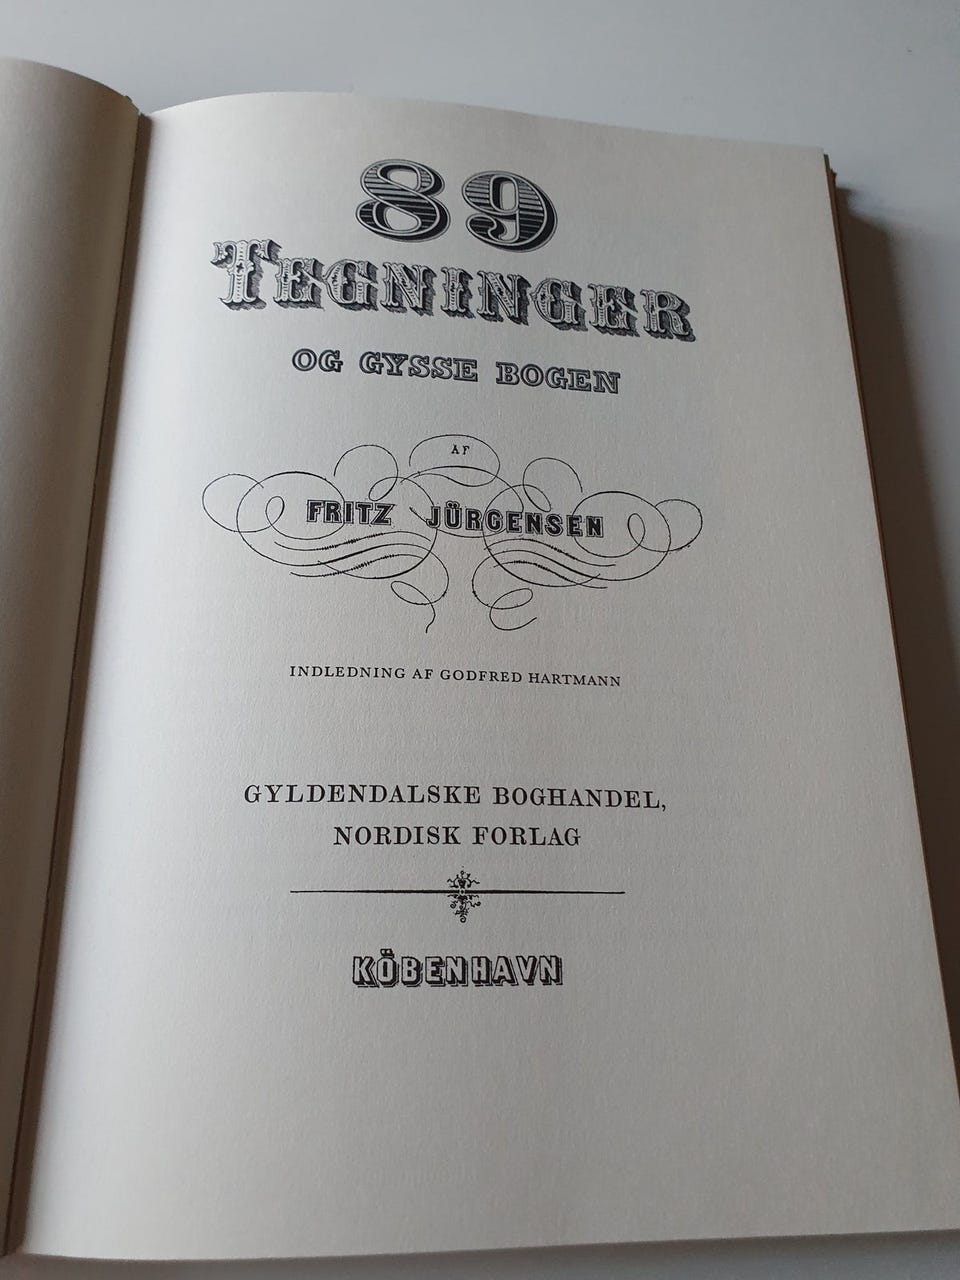 89
TEGNINGER
OG GYSSE BOGEN
AF
FRITZ JÜRGENSEN
INDLEDNING AF GODFRED HARTMANN
GYLDENDALSKE BOGHANDEL,
NORDISK FORLAG
KÖBENHAVN